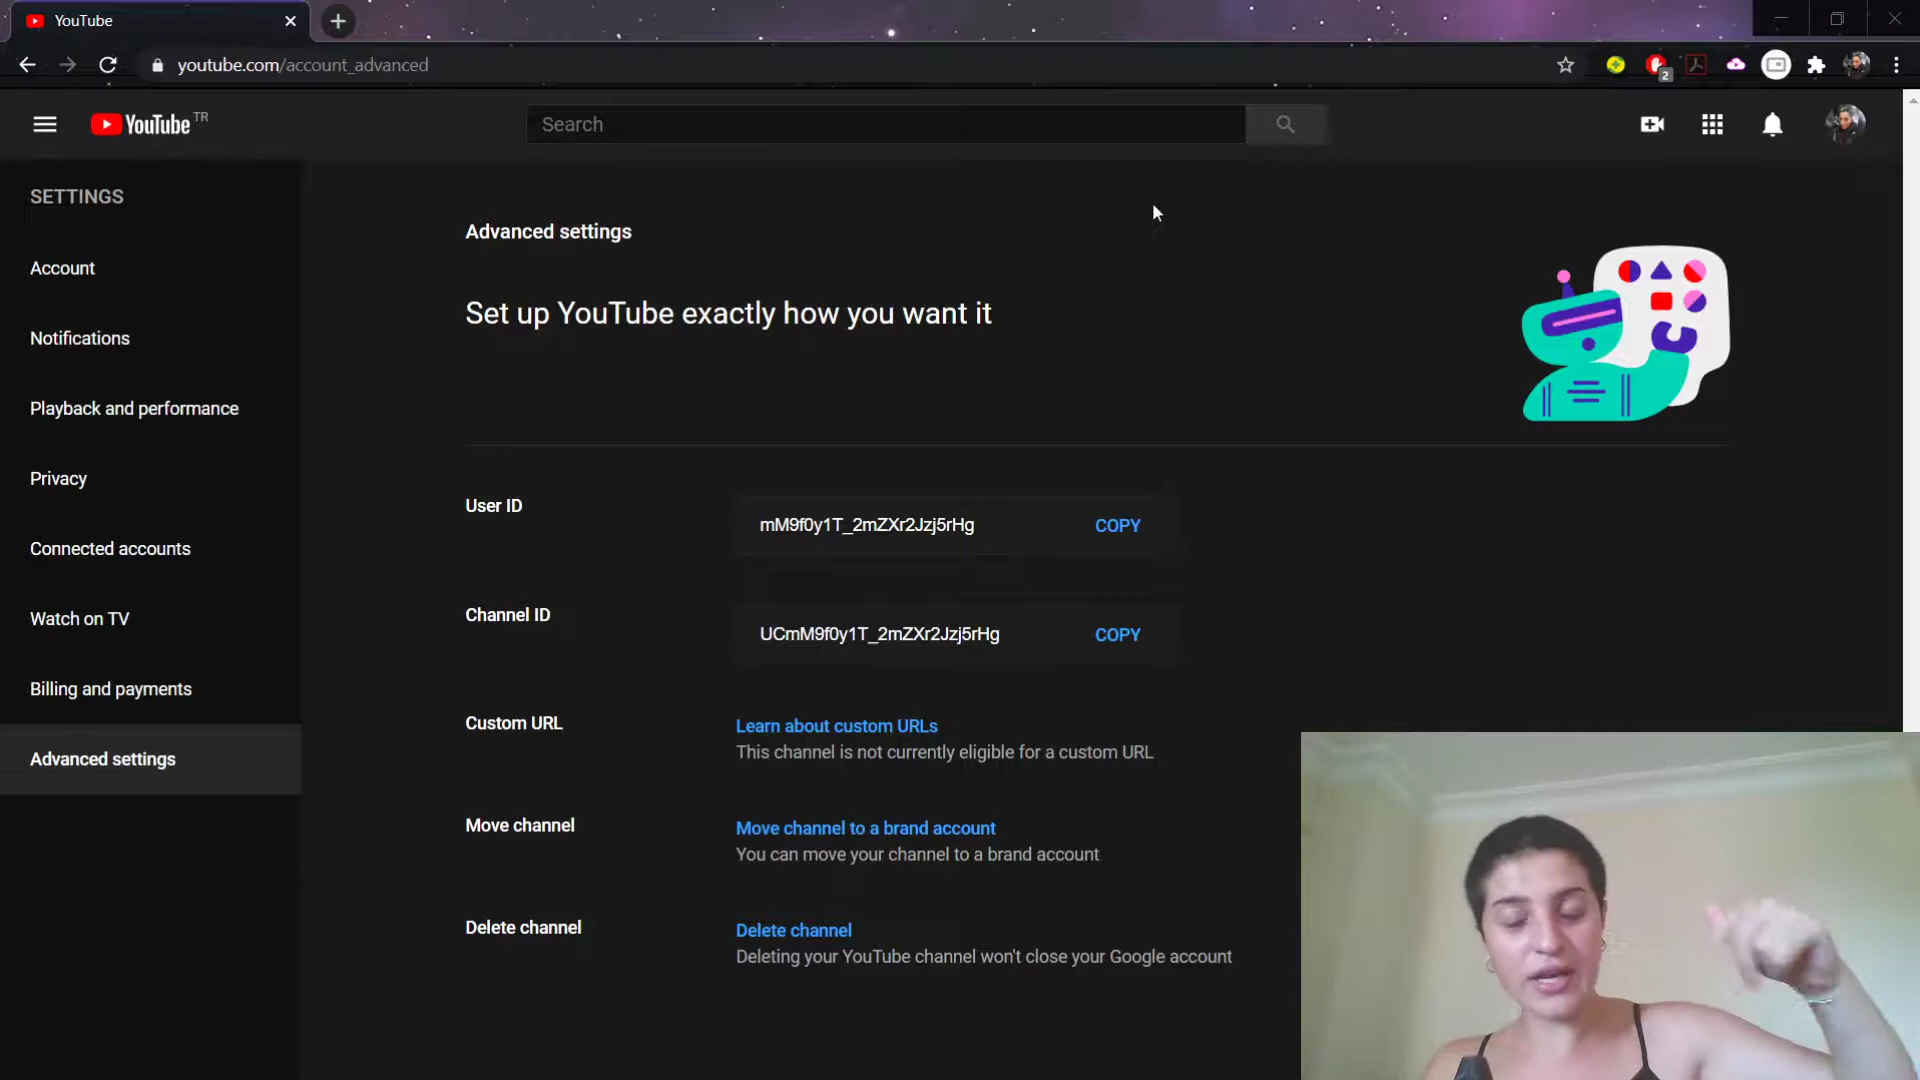 YouTube
youtube.com/account_advanced
2
YouTube TR
Search
SETTINGS
Account
Notifications
Playback and performance
Privacy
Connected accounts
Watch on TV
Billing and payments
Advanced settings
Advanced settings
Set up YouTube exactly how you want it
User ID
mM9f0y1T_2mZXr2Jzj5rHg COPY
Channel ID
UCmM9f0y1T_2mZXr2Jzj5rHg COPY
Custom URL
Learn about custom URLs
This channel is not currently eligible for a custom URL
Move channel
Move channel to a brand account
You can move your channel to a brand account
Delete channel
Delete channel
Deleting your YouTube channel won't close your Google account